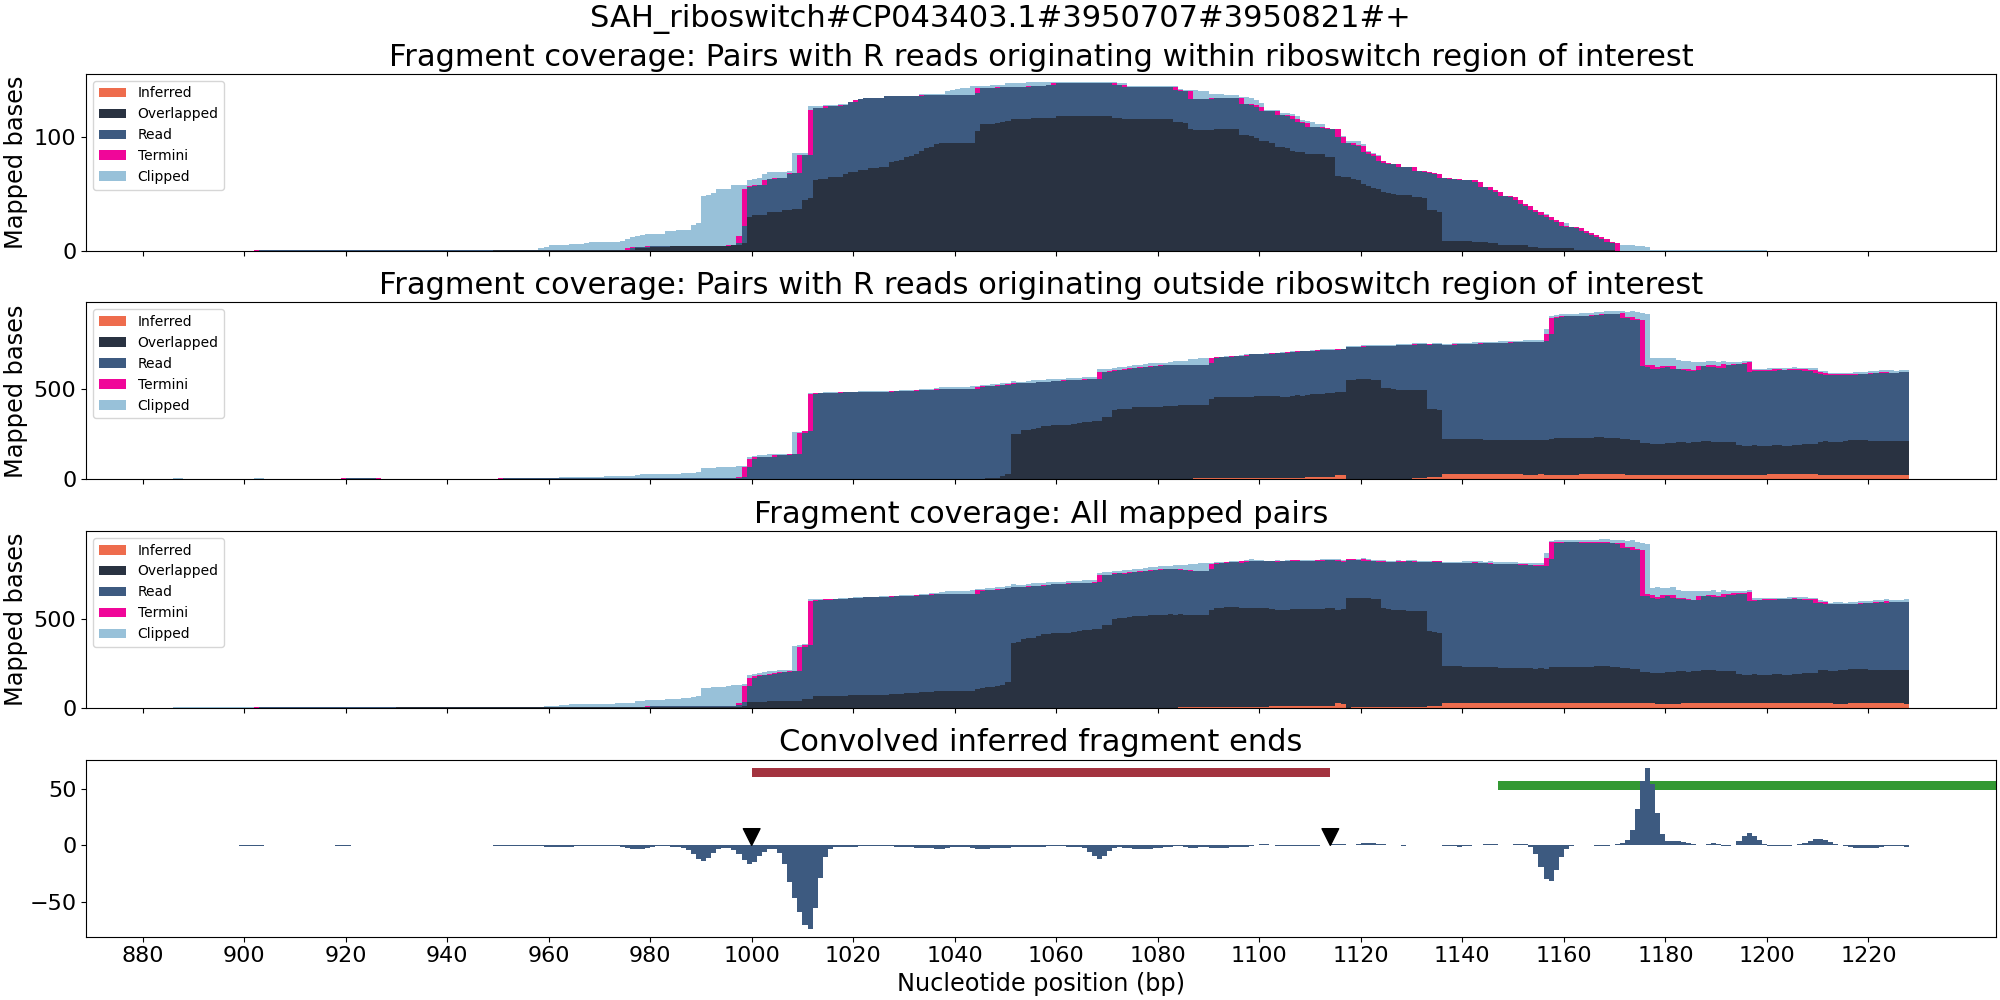 SAH_riboswitch#CP043403.1#3950707#3950821#+
Fragment coverage: Pairs with R reads originating within riboswitch region of interest
Mapped bases
100
0
Inferred
Overlapped
Read
Termini
Clipped
Fragment coverage: Pairs with R reads originating outside riboswitch region of interest
Mapped bases
500
0
Inferred
Overlapped
Read
Termini
Clipped
Fragment coverage: All mapped pairs
Mapped bases
500
0
Inferred
Overlapped
Read
Termini
Clipped
Convolved inferred fragment ends
50
0
−50
880 900 920 940 960 980 1000 1020 1040 1060 1080 1100 1120 1140 1160 1180 1200 1220
Nucleotide position (bp)